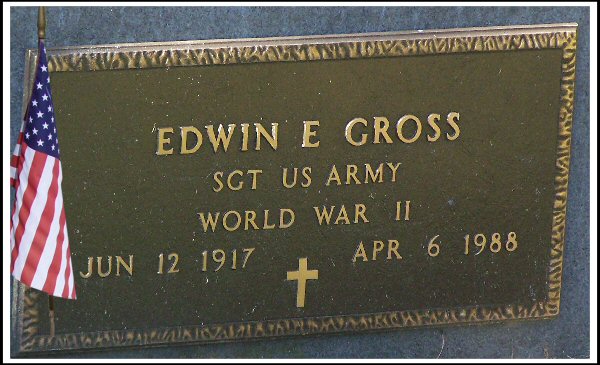 EDWIN E GROSS
SGT US ARMY
WORLD WAR II
JUN 12 1917 APR 6 1988